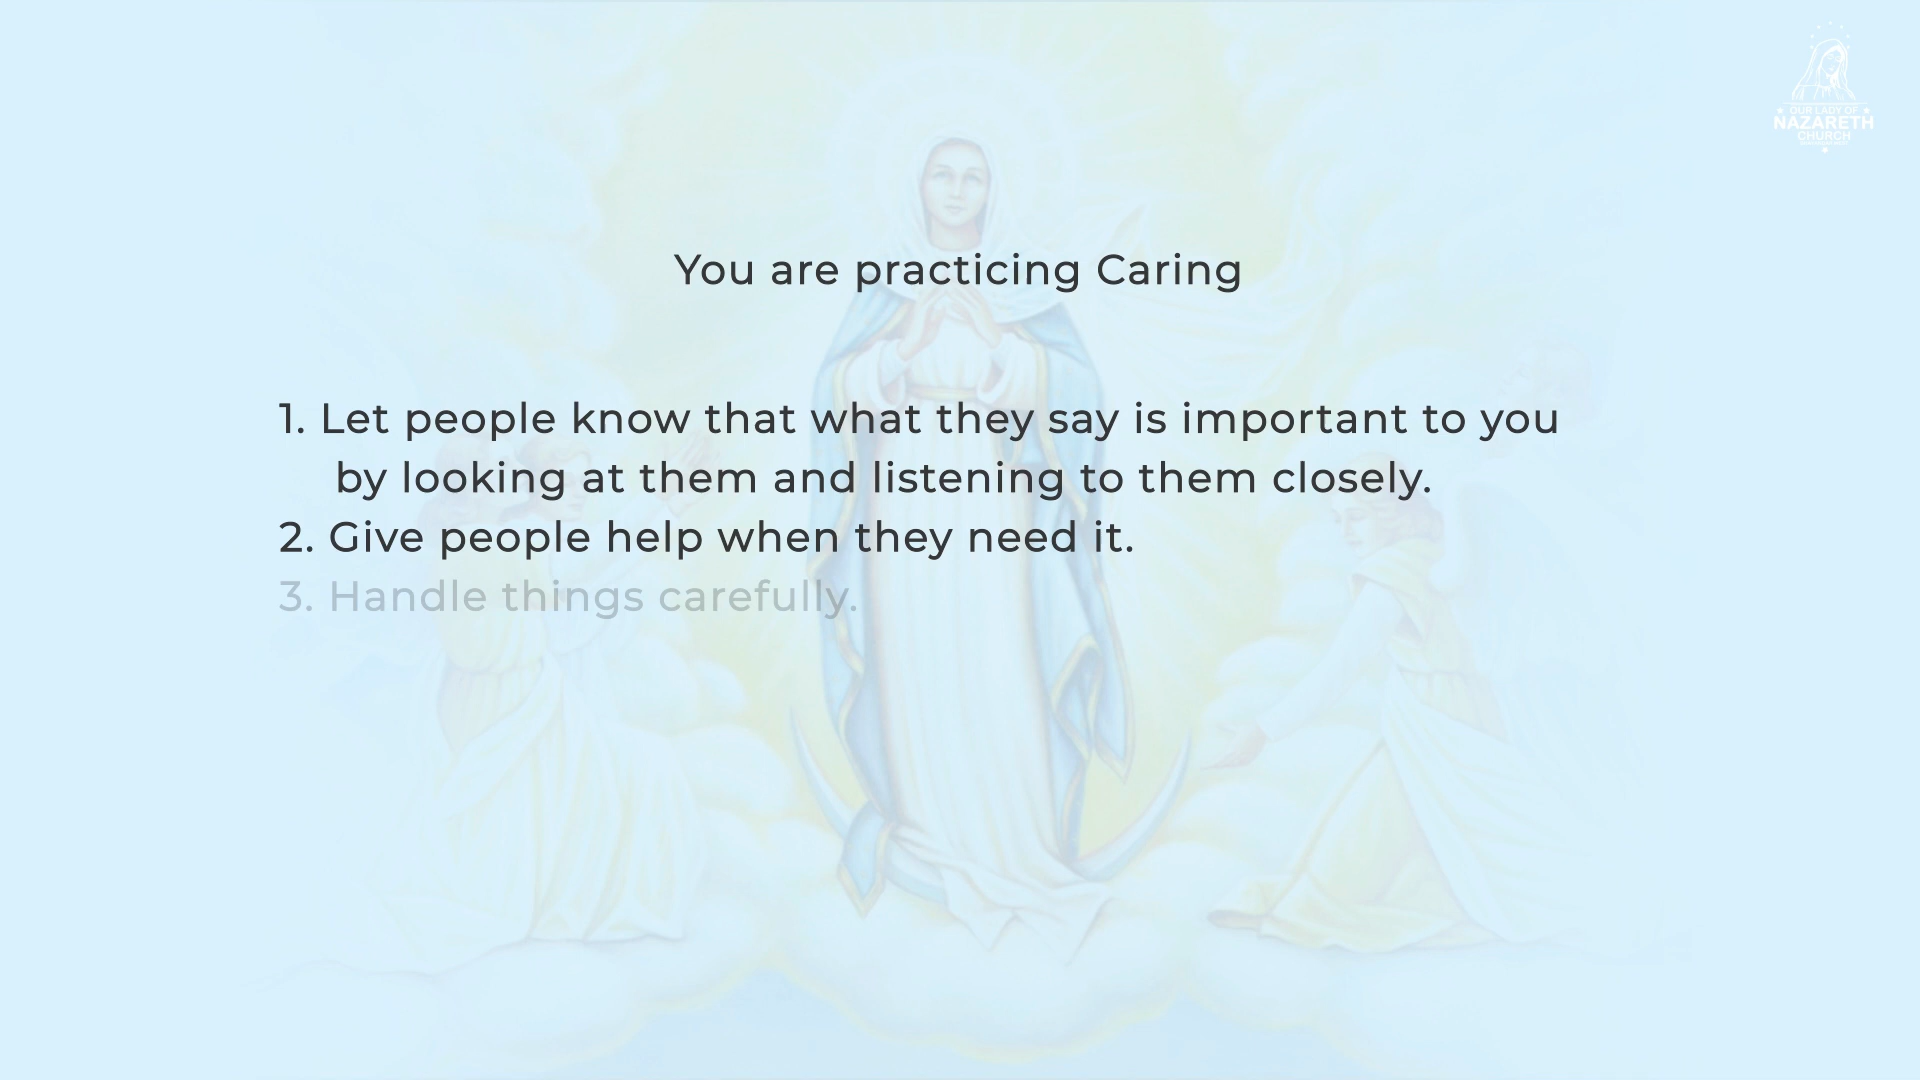 OUR LADY OF
NAZARETH
CHURCH
You are practicing Caring
1. Let people know that what they say is important to you
by looking at them and listening to them closely.
2. Give people help when they need it.
3. Handle things carefully.